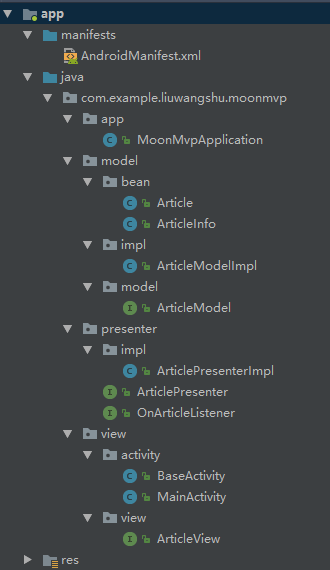 app
manifests
AndroidManifest.xml
java
com.example.liuwangshu.moonmvp
app
MoonMvpApplication
model
bean
Article
ArticleInfo
impl
ArticleModelImpl
model
ArticleModel
presenter
impl
ArticlePresenterImpl
ArticlePresenter
OnArticleListener
view
activity
BaseActivity
MainActivity
view
ArticleView
res